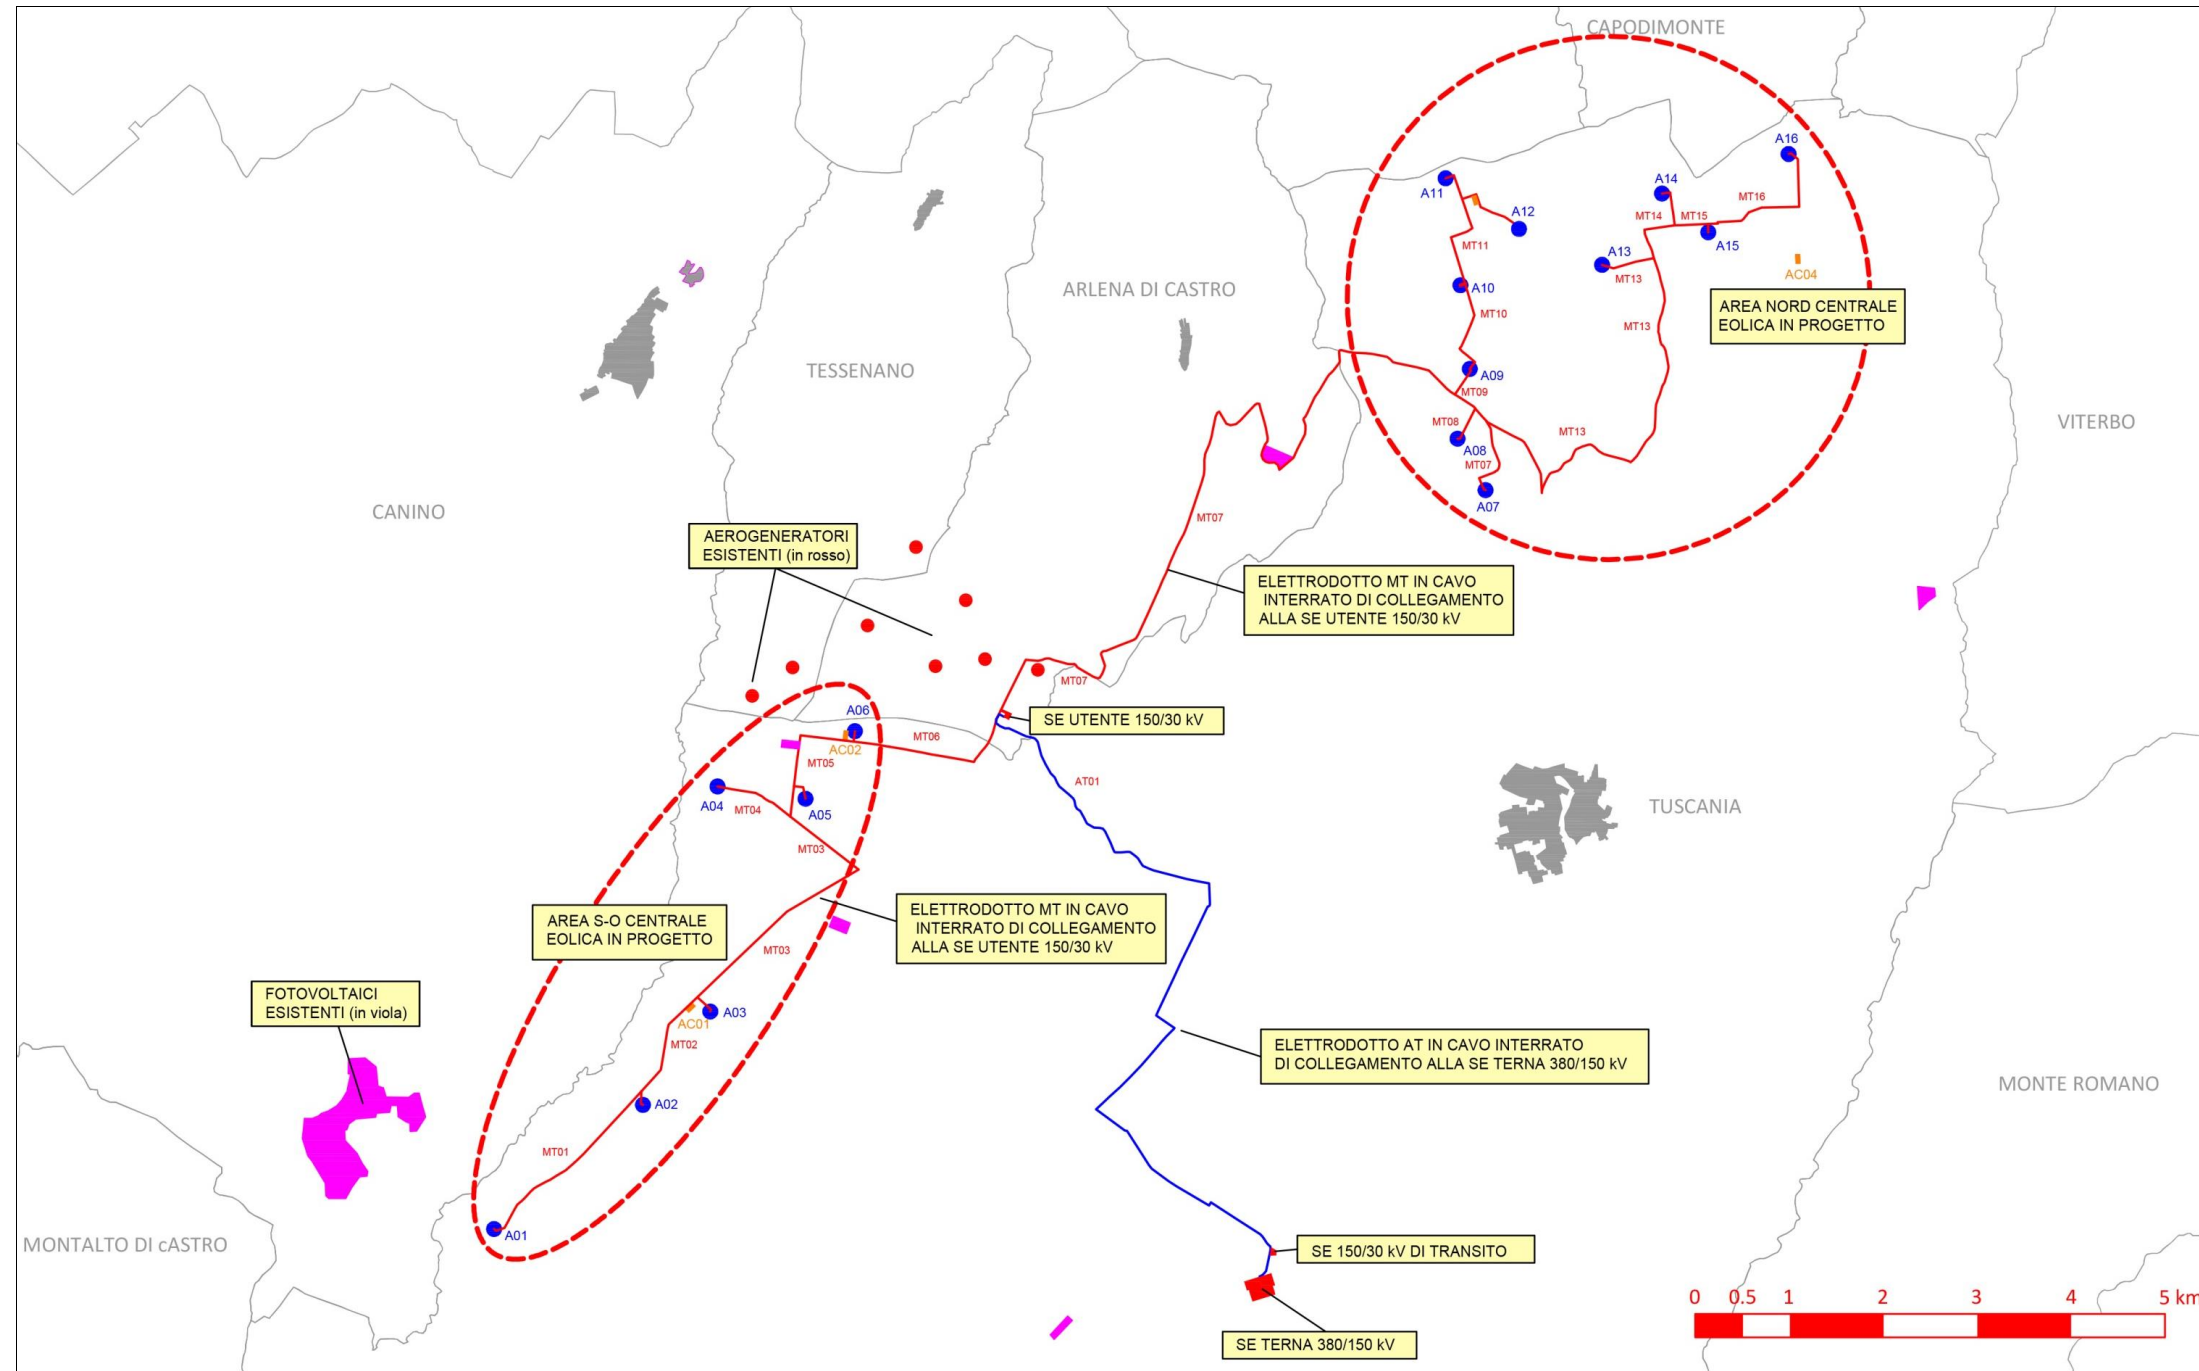 CAPODIMONTE
A16
A14
A11
MT16
A12
MT14
MT15
MT11
A15
A13
MT13
AC04
A10
ARLENA DI CASTRO
AREA NORD CENTRALE
EOLICA IN PROGETTO
MT10
MT13
TESSENANO
A09
MT09
MT08
VITERBO
MT13
A08
MT07
A07
CANINO
MT07
AEROGENERATORI
ESISTENTI (in rosso)
ELETTRODOTTO MT IN CAVO
INTERRATO DI COLLEGAMENTO
ALLA SE UTENTE 150/30 kV
MT07
A06
SE UTENTE 150/30 kV
MT06
AC02
MT05
AT01
A04
MT04
A05
TUSCANIA
MT03
ELETTRODOTTO MT IN CAVO
INTERRATO DI COLLEGAMENTO
ALLA SE UTENTE 150/30 kV
AREA S-O CENTRALE
EOLICA IN PROGETTO
MT03
FOTOVOLTAICI
ESISTENTI (in viola)
A03
AC01
MT02
ELETTRODOTTO AT IN CAVO INTERRATO
DI COLLEGAMENTO ALLA SE TERNA 380/150 kV
MONTE ROMANO
A02
MT01
A01
MONTALTO DI cASTRO
SE 150/30 kV DI TRANSITO
0 0.5 1 2 3 4 5 km
SE TERNA 380/150 kV